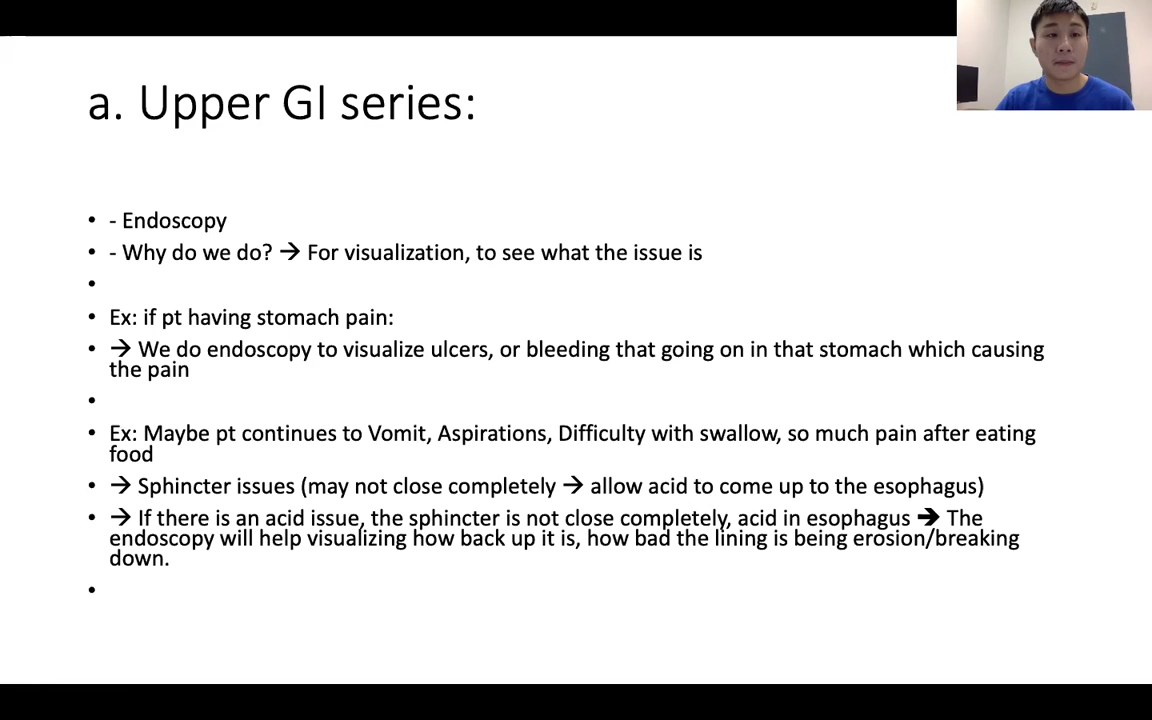 a. Upper GI series:
• - Endoscopy
• - Why do we do? → For visualization, to see what the issue is
•
• Ex: if pt having stomach pain:
• → We do endoscopy to visualize ulcers, or bleeding that going on in that stomach which causing
the pain
•
• Ex: Maybe pt continues to Vomit, Aspirations, Difficulty with swallow, so much pain after eating
food
• → Sphincter issues (may not close completely → allow acid to come up to the esophagus)
• → If there is an acid issue, the sphincter is not close completely, acid in esophagus ➔ The
endoscopy will help visualizing how back up it is, how bad the lining is being erosion/breaking
down.
•